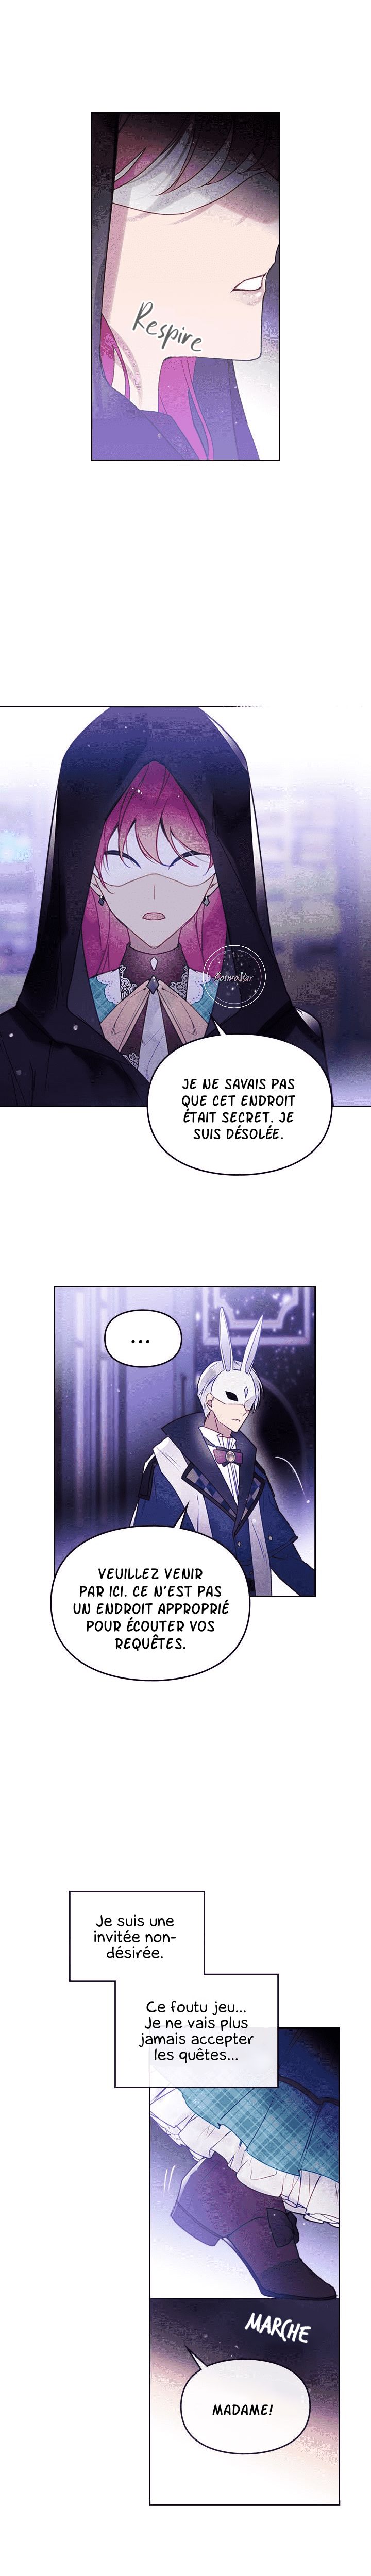 Respire
CosmoStar
JE NE SAVAIS PAS
QUE CET ENDROIT
ÉTAIT SECRET. JE
SUIS DÉSOLÉE.
...
VEUILLEZ VENIR
PAR ICI. CE N'EST PAS
UN ENDROIT APPROPRIÉ
POUR ÉCOUTER VOS
REQUÊTES.
Je suis une
invitée non-
désirée.
Ce foutu jeu...
Je ne vais plus
jamais accepter
les quêtes...
MARCHE
MADAME!